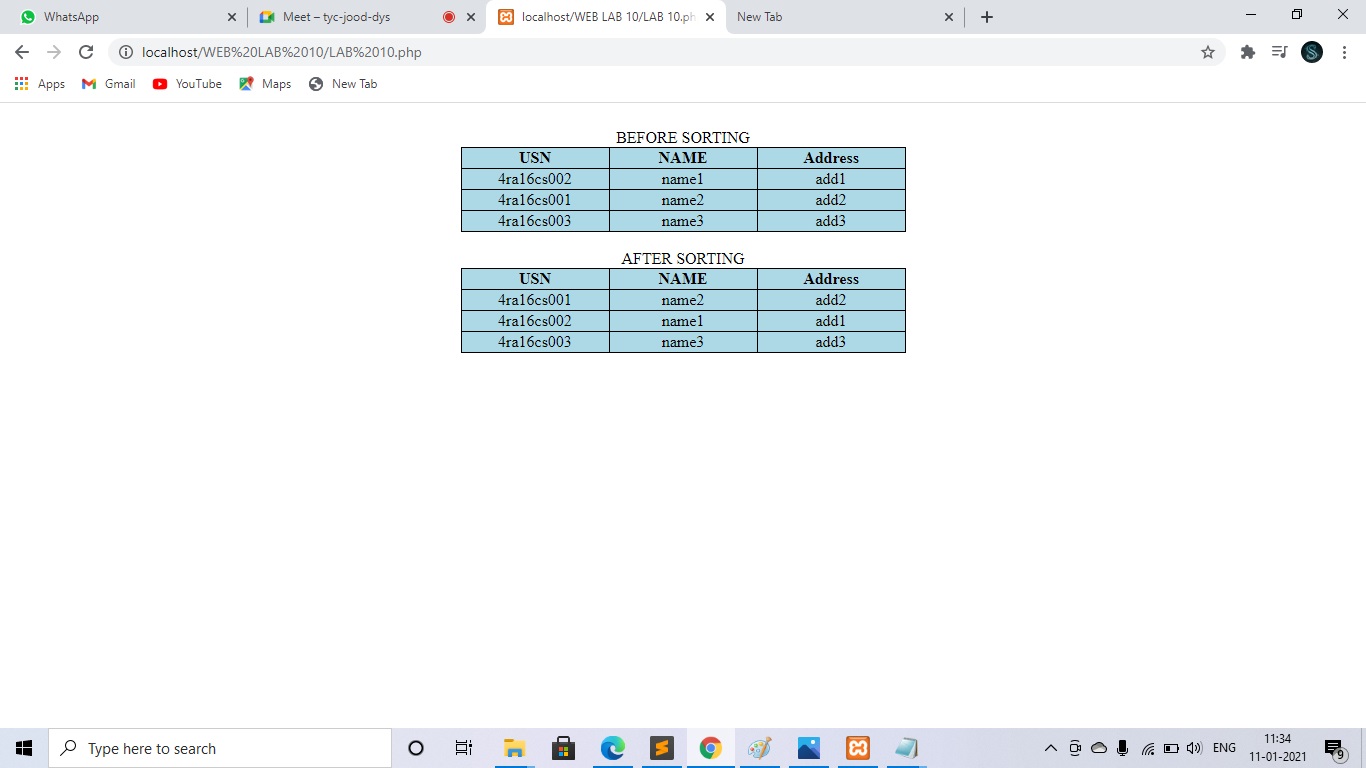 WhatsApp Meet – tyc-jood-dys localhost/WEB LAB 10/LAB 10.ph New Tab
localhost/WEB%20LAB%2010/LAB%2010.php
Apps Gmail YouTube Maps New Tab
BEFORE SORTING
USN NAME Address
4ra16cs002 name1 add1
4ra16cs001 name2 add2
4ra16cs003 name3 add3
AFTER SORTING
USN NAME Address
4ra16cs001 name2 add2
4ra16cs002 name1 add1
4ra16cs003 name3 add3
Type here to search ENG 11:34
11-01-2021 9